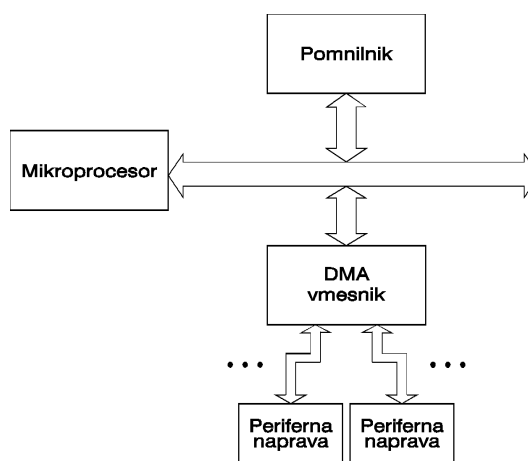 Pomnilnik
Mikroprocesor
DMA
vmesnik
Periferna
naprava
Periferna
naprava